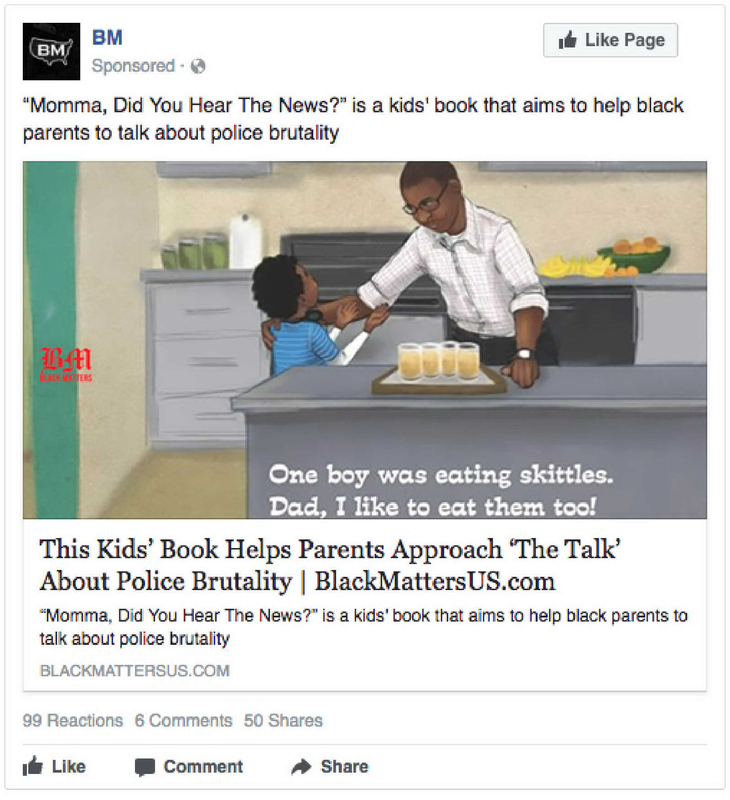 BM
BM
Like Page
Sponsored ·
“Momma, Did You Hear The News?” is a kids' book that aims to help black
parents to talk about police brutality
BM
BLACK MATTERS
One boy was eating skittles.
Dad, I like to eat them too!
This Kids’ Book Helps Parents Approach ‘The Talk’
About Police Brutality | BlackMattersUS.com
“Momma, Did You Hear The News?” is a kids' book that aims to help black parents to
talk about police brutality
BLACKMATTERSUS.COM
99 Reactions 6 Comments 50 Shares
Like Comment Share